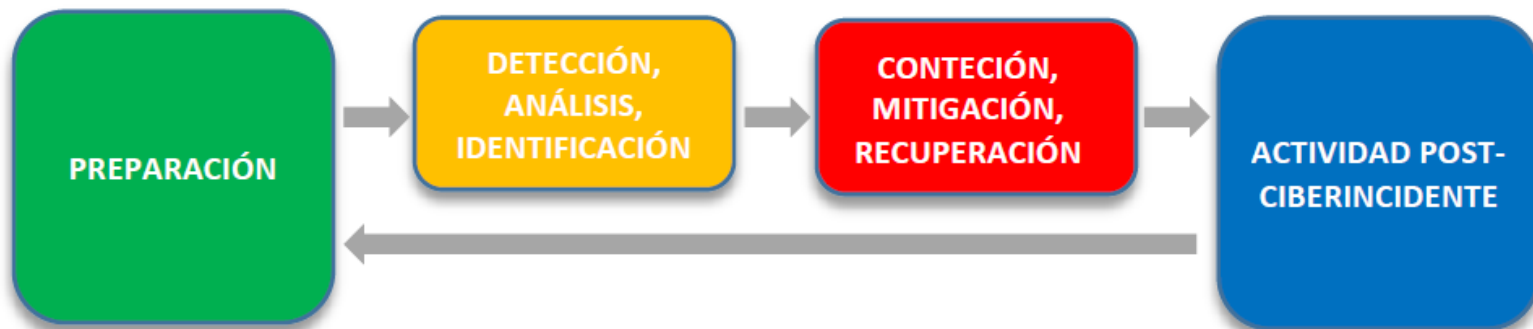 PREPARACIÓN
DETECCIÓN,
ANÁLISIS,
IDENTIFICACIÓN
CONTECIÓN,
MITIGACIÓN,
RECUPERACIÓN
ACTIVIDAD POST-
CIBERINCIDENTE